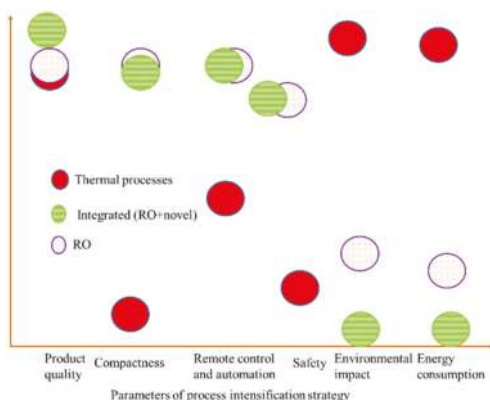 Thermal processes
Integrated (RO+novel)
RO
Product quality
Compactness
Remote control and automation
Safety
Environmental impact
Energy consumption
Parameters of process intensification strategy